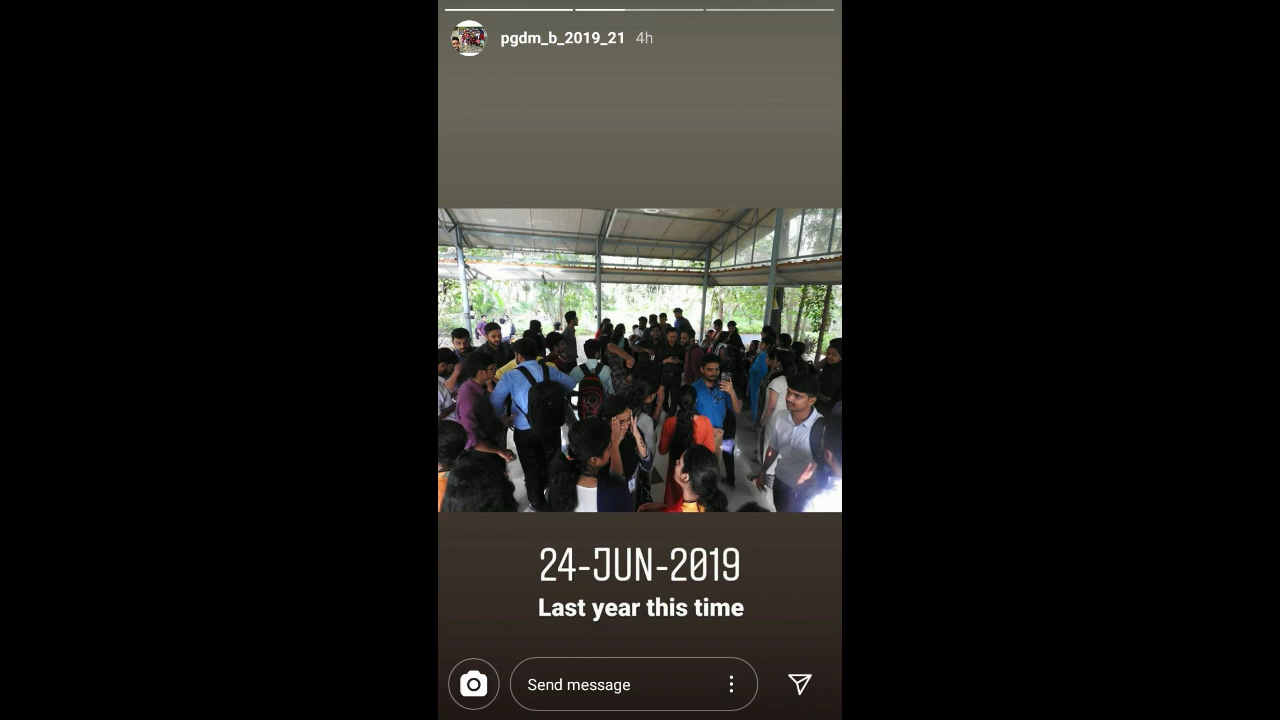 pgdm_b_2019_21 4h
24-JUN-2019
Last year this time
Send message